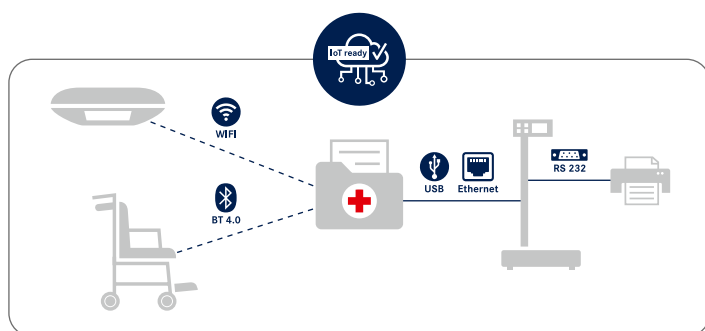 IoT ready
WIFI
BT 4.0
USB
Ethernet
RS 232